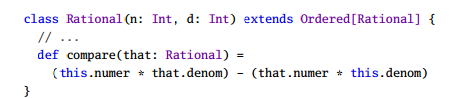 class Rational(n: Int, d: Int) extends Ordered[Rational] {
// ...
def compare(that: Rational) =
(this.numer * that.denom) - (that.numer * this.denom)
}